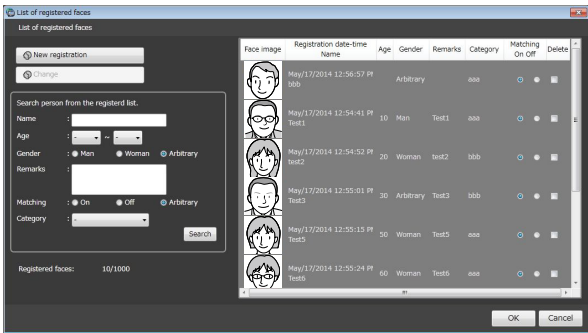 List of registered faces
List of registered faces
New registration
Change
Search person from the registerd list.
Name :
Age : - ~ -
Gender : Man Woman Arbitrary
Remarks :
Matching : On Off Arbitrary
Category : -
Search
Registered faces: 10/1000
Face image Registration date-time Name Age Gender Remarks Category Matching On Off Delete
May/17/2014 12:56:57 PM
bbb Arbitrary aaa
May/17/2014 12:54:41 PM
Test1 10 Man Test1 aaa
May/17/2014 12:54:52 PM
test2 20 Woman test2 bbb
May/17/2014 12:55:01 PM
Test3 30 Arbitrary Test3 bbb
May/17/2014 12:55:15 PM
Test5 50 Woman Test5 aaa
May/17/2014 12:55:24 PM
Test6 60 Woman Test6 aaa
OK Cancel